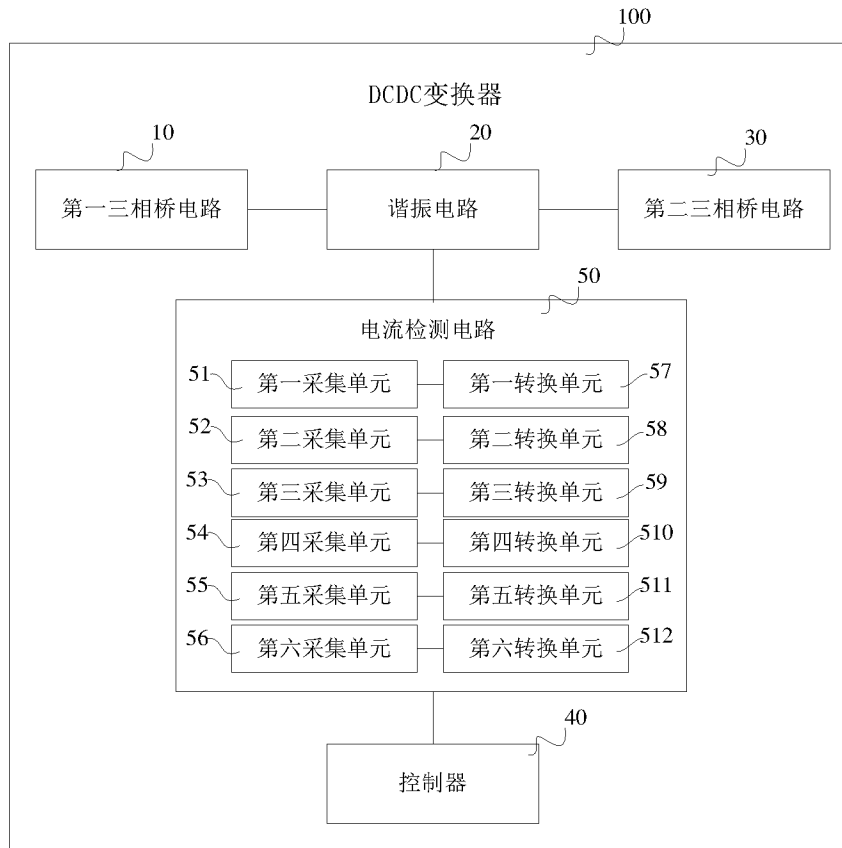 100
DCDC变换器
10
20
30
第一三相桥电路
谐振电路
第二三相桥电路
50
电流检测电路
51
第一采集单元
第一转换单元
57
52
第二采集单元
第二转换单元
58
53
第三采集单元
第三转换单元
59
54
第四采集单元
第四转换单元
510
55
第五采集单元
第五转换单元
511
56
第六采集单元
第六转换单元
512
40
控制器